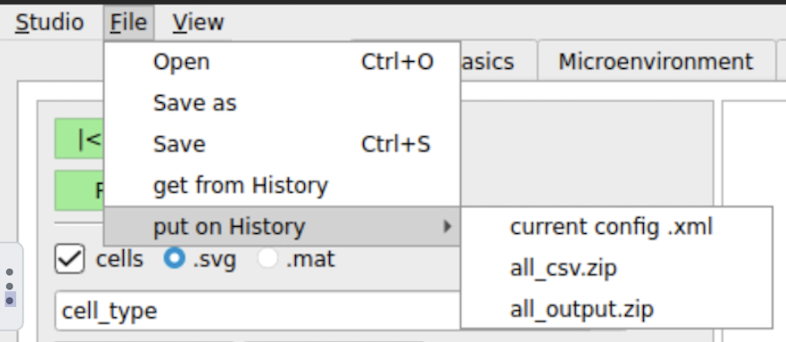 Studio File View
Open Ctrl+O
asics Microenvironment
Save as
|<
Save Ctrl+S
get from History
put on History
current config .xml
all_csv.zip
all_output.zip
cells .svg .mat
cell_type